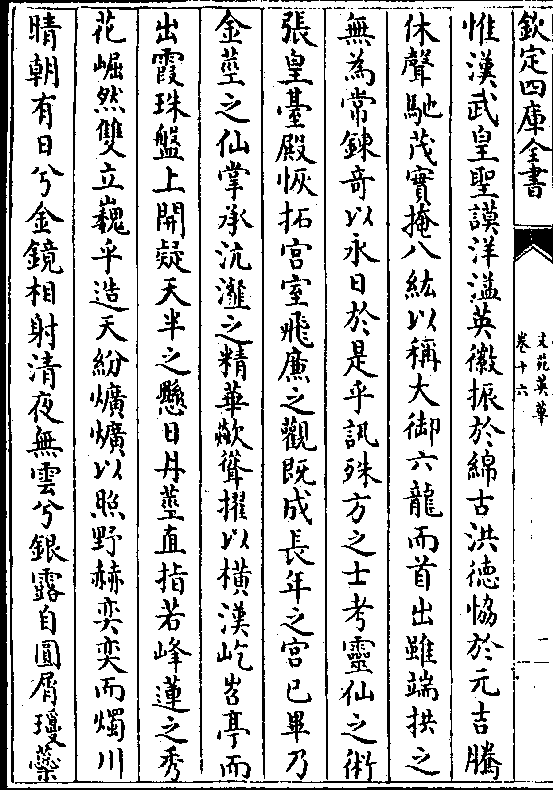 欽定四庫全書
文苑英華
卷十六
惟漢武皇聖謨洋溢英徽振於綿古洪徳恊於元吉騰
休聲馳茂實掩八紘以稱大御六龍而首出雖端拱之
無為常錬竒以永日於是乎訊殊方之士考靈仙之術
張皇臺殿恢拓宫室飛廉之觀既成長年之宫已畢乃
金莖之仙掌承沆瀣之精華歘聳擢以横漢屹岧亭而
出霞珠盤上開疑天半之懸日丹莖直指若峰蓮之秀
花崛然雙立巍乎造天紛爌爌以照野赫奕奕而燭川
晴朝有日兮金鏡相射清夜無雲兮銀露自圓屑瓊蘂